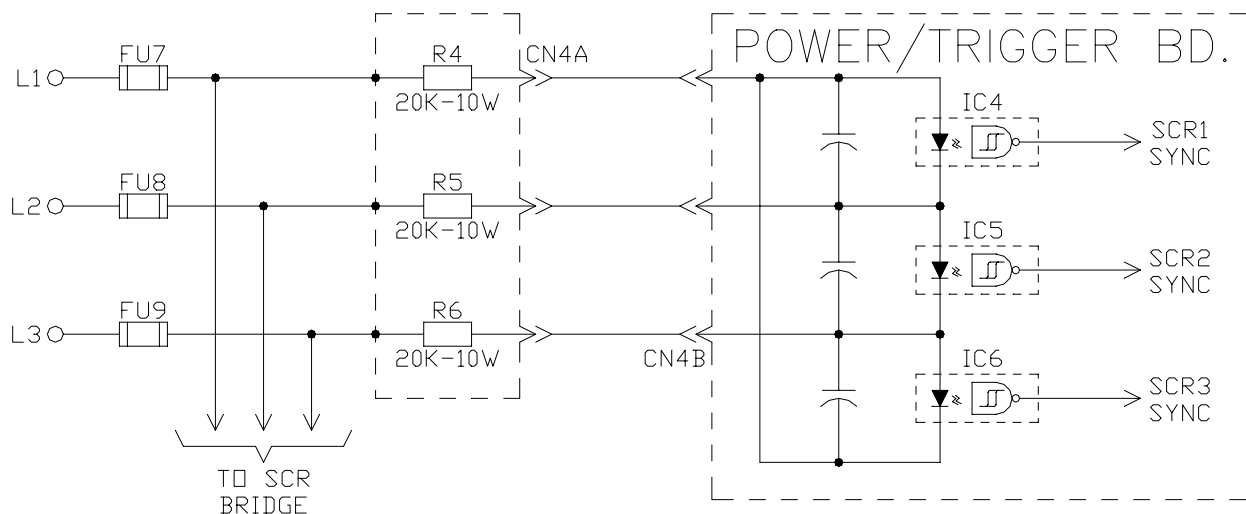 POWER/TRIGGER BD.
L1
FU7
R4
20K-10W
CN4A
IC4
SCR1
SYNC
L2
FU8
R5
20K-10W
IC5
SCR2
SYNC
L3
FU9
R6
20K-10W
CN4B
IC6
SCR3
SYNC
TO SCR
BRIDGE